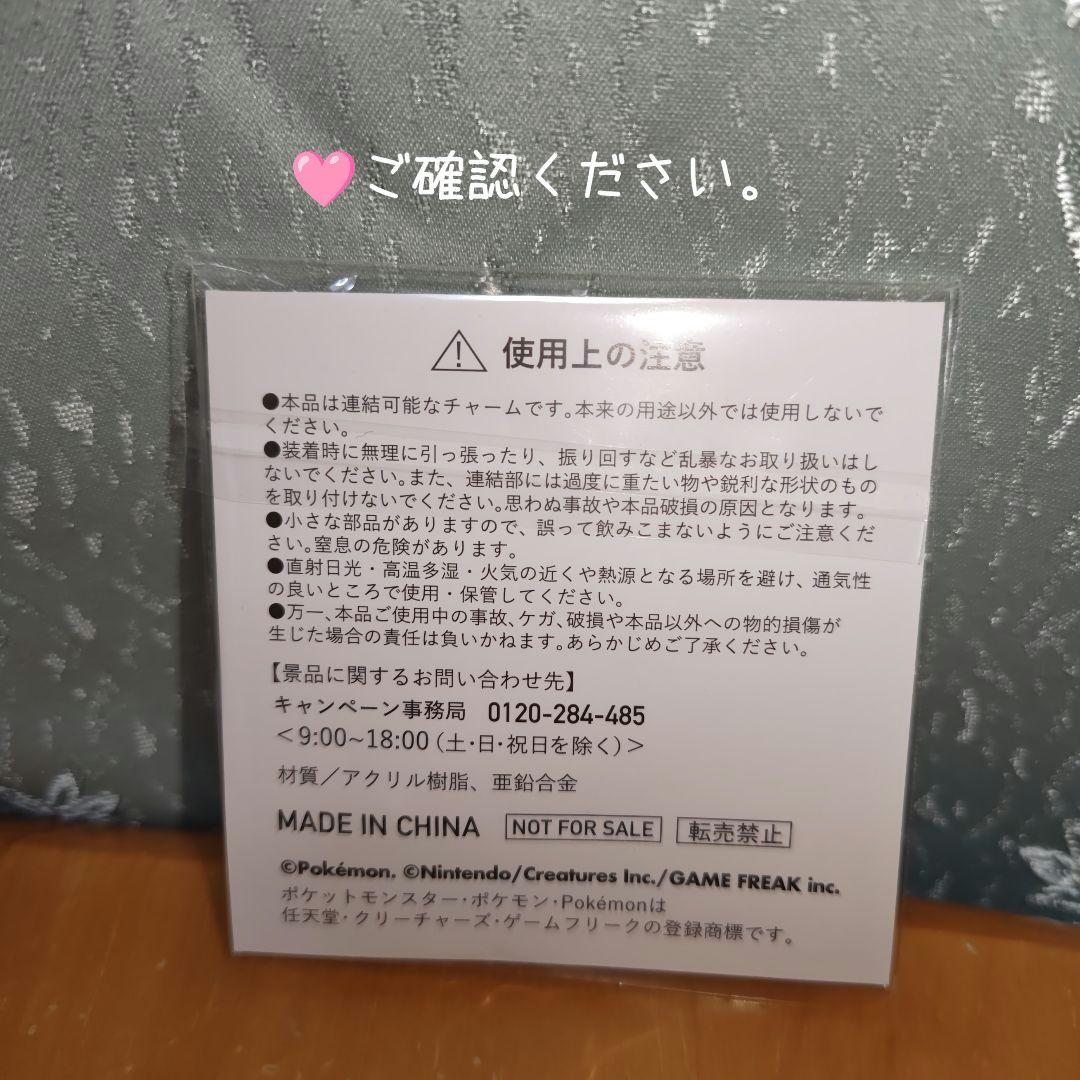 🩷ご確認ください。
⚠ 使用上の注意
●本品は連結可能なチャームです。本来の用途以外では使用しないで
ください。
●装着時に無理に引っ張ったり、振り回すなど乱暴なお取り扱いはし
ないでください。また、連結部には過度に重たい物や鋭利な形状のもの
を取り付けないでください。思わぬ事故や本品破損の原因となります。
●小さな部品がありますので、誤って飲みこまないようにご注意くだ
さい。窒息の危険があります。
●直射日光・高温多湿・火気の近くや熱源となる場所を避け、通気性
の良いところで使用・保管してください。
●万一、本品ご使用中の事故、ケガ、破損や本品以外への物的損傷が
生じた場合の責任は負いかねます。あらかじめご了承ください。
【景品に関するお問い合わせ先】
キャンペーン事務局 0120-284-485
＜9:00~18:00（土・日・祝日を除く）＞
材質／アクリル樹脂、亜鉛合金
MADE IN CHINA NOT FOR SALE 転売禁止
©Pokémon. ©Nintendo/Creatures Inc./GAME FREAK inc.
ポケットモンスター・ポケモン・Pokémonは
任天堂・クリーチャーズ・ゲームフリークの登録商標です。